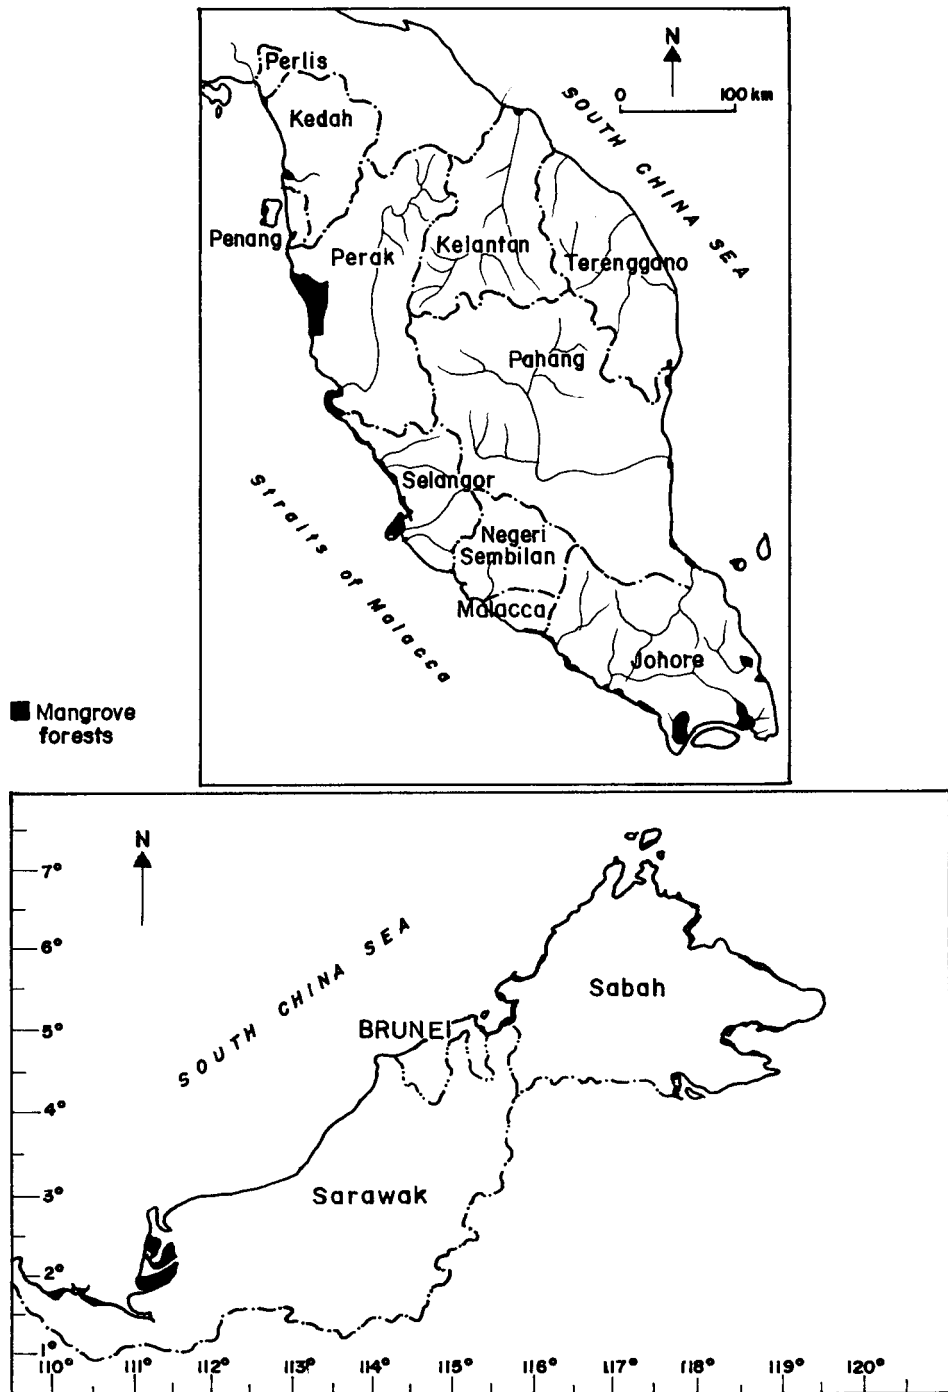 N
0 100 km
SOUTH CHINA SEA
Perlis
Kedah
Penang
Perak
Kelantan
Terenggano
Pahang
Selangor
Negeri
Sembilan
Malacca
Johore
Straits of Malacca
Mangrove
forests
N
SOUTH CHINA SEA
BRUNEI
Sabah
Sarawak
7°
6°
5°
4°
3°
2°
1°
110° 111° 112° 113° 114° 115° 116° 117° 118° 119° 120°